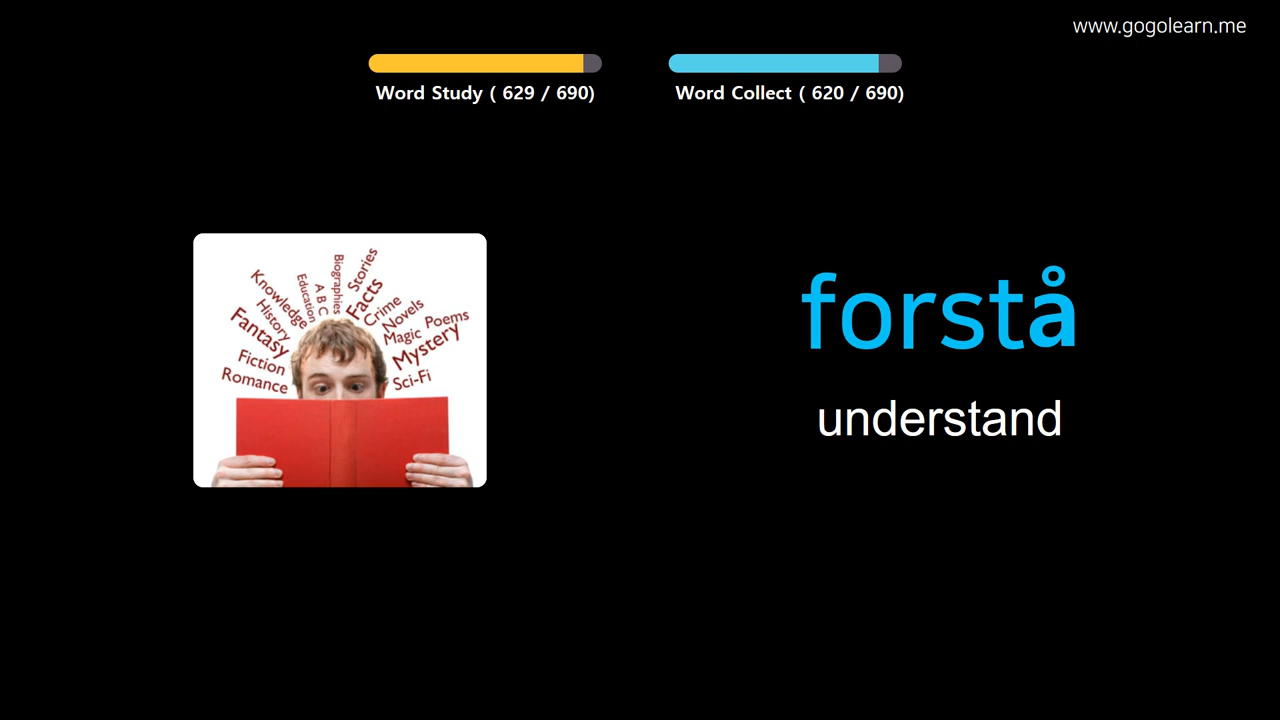 www.gogolearn.me
Word Study ( 629 / 690)
Word Collect ( 620 / 690)
Knowledge
History
Fantasy
Fiction
Romance
Education
A B C
Biographies
Stories
Facts
Crime
Novels
Magic
Poems
Mystery
Sci-Fi
forstå
understand